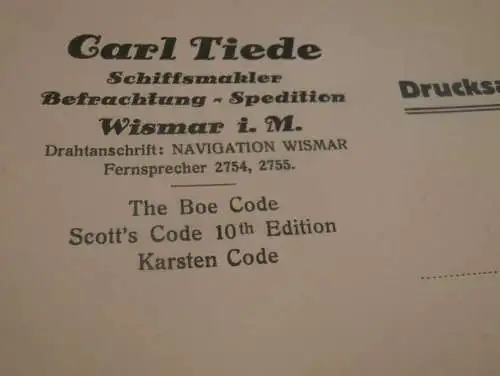 Carl Tiede
Schiffsmakler
Befrachtung - Spedition
Wismar i. M.
Drahtanschrift: NAVIGATION WISMAR
Fernsprecher 2754, 2755.
The Boe Code
Scott's Code 10th Edition
Karsten Code
Drucksa